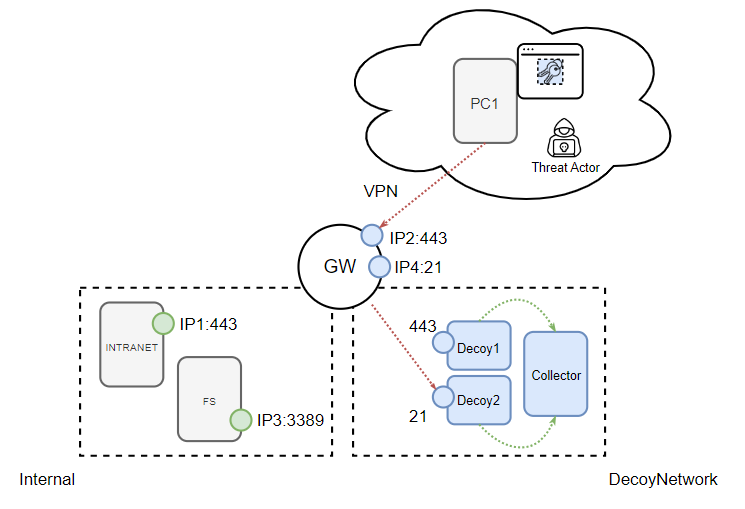 PC1
Threat Actor
VPN
IP2:443
GW
IP4:21
INTRANET
IP1:443
FS
IP3:3389
443
Decoy1
Collector
Decoy2
21
Internal
DecoyNetwork